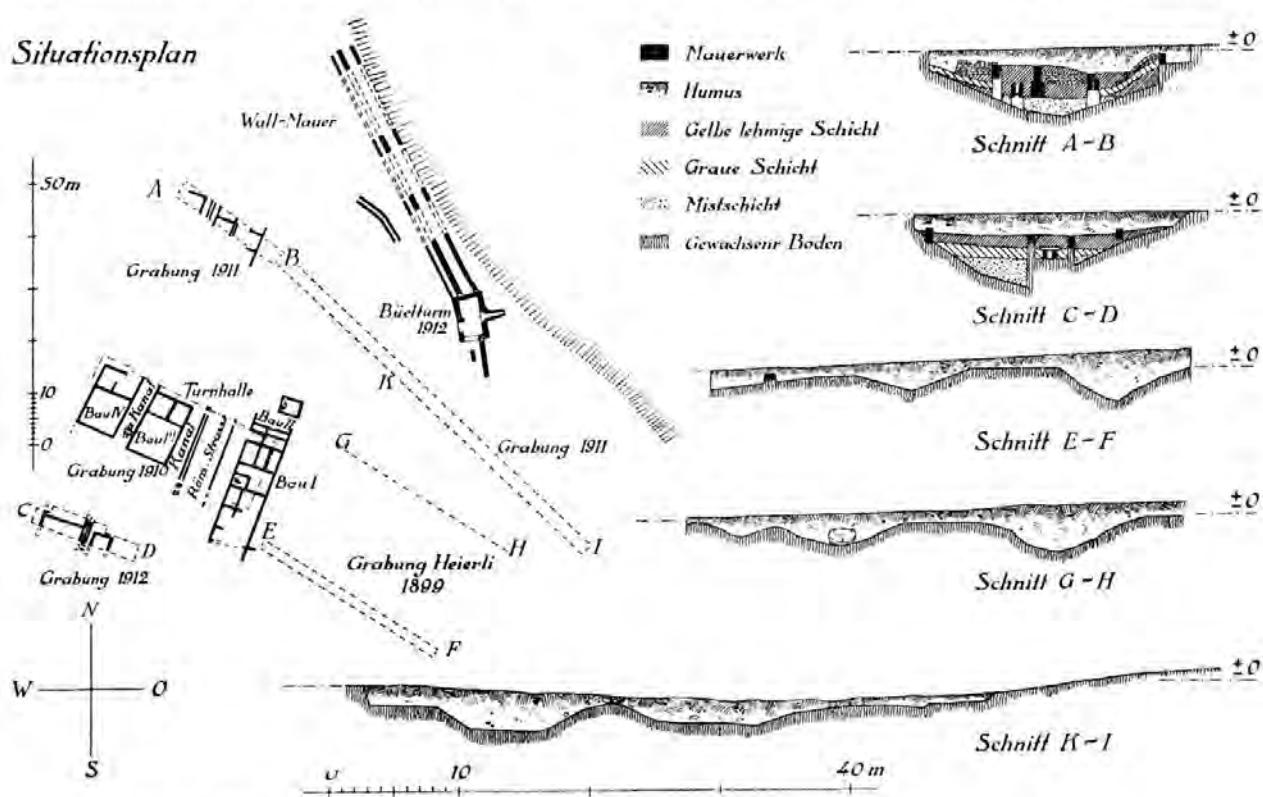 Situationsplan
Wall-Mauer
50 m
A
Grabung 1911
B
Büelturm
1912
K
10
0
Turnhalle
Bau IV
Kanal
Bau III
Kanal
Röm. Strasse
Grabung 1910
Bau II
Bau I
G
Grabung 1911
C
D
Grabung 1912
E
H
I
Grabung Heierli
1899
F
N
W
O
S
Mauerwerk
Humus
Gelbe lehmige Schicht
Graue Schicht
Mistschicht
Gewachsenr Boden
±0
Schnitt A-B
±0
Schnitt C-D
±0
Schnitt E-F
±0
Schnitt G-H
±0
Schnitt K-I
0
10
40 m